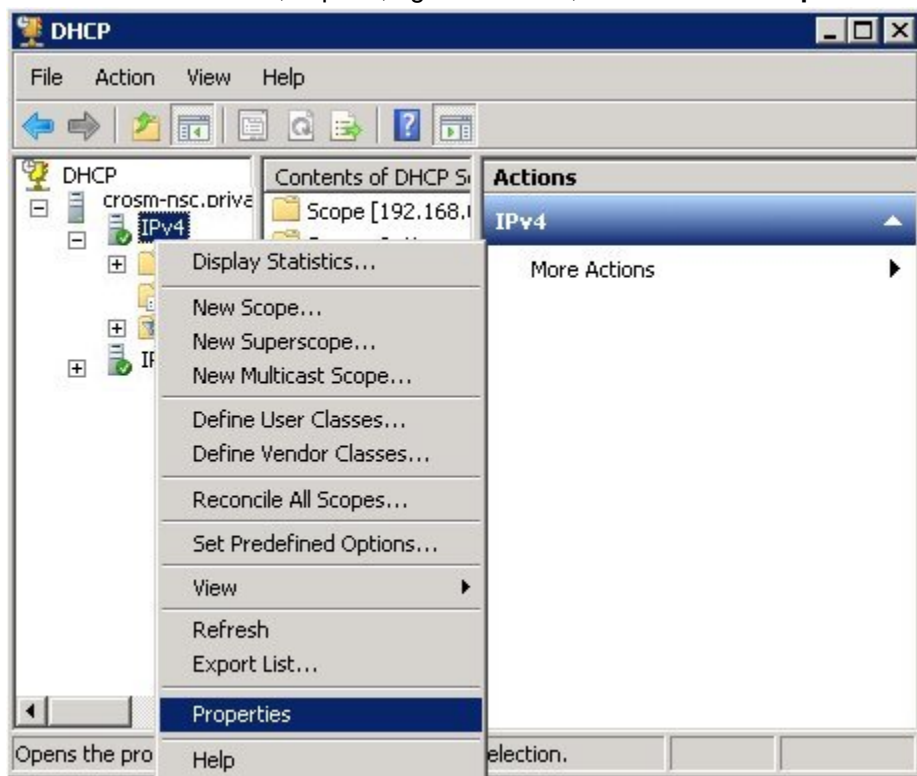 DHCP
File Action View Help
DHCP
crosm-nsc.priva
IPv4
Contents of DHCP
Scope [192.168.
Actions
IPv4
More Actions
Display Statistics...
New Scope...
New Superscope...
New Multicast Scope...
Define User Classes...
Define Vendor Classes...
Reconcile All Scopes...
Set Predefined Options...
View
Refresh
Export List...
Properties
Help
Opens the pro
election.